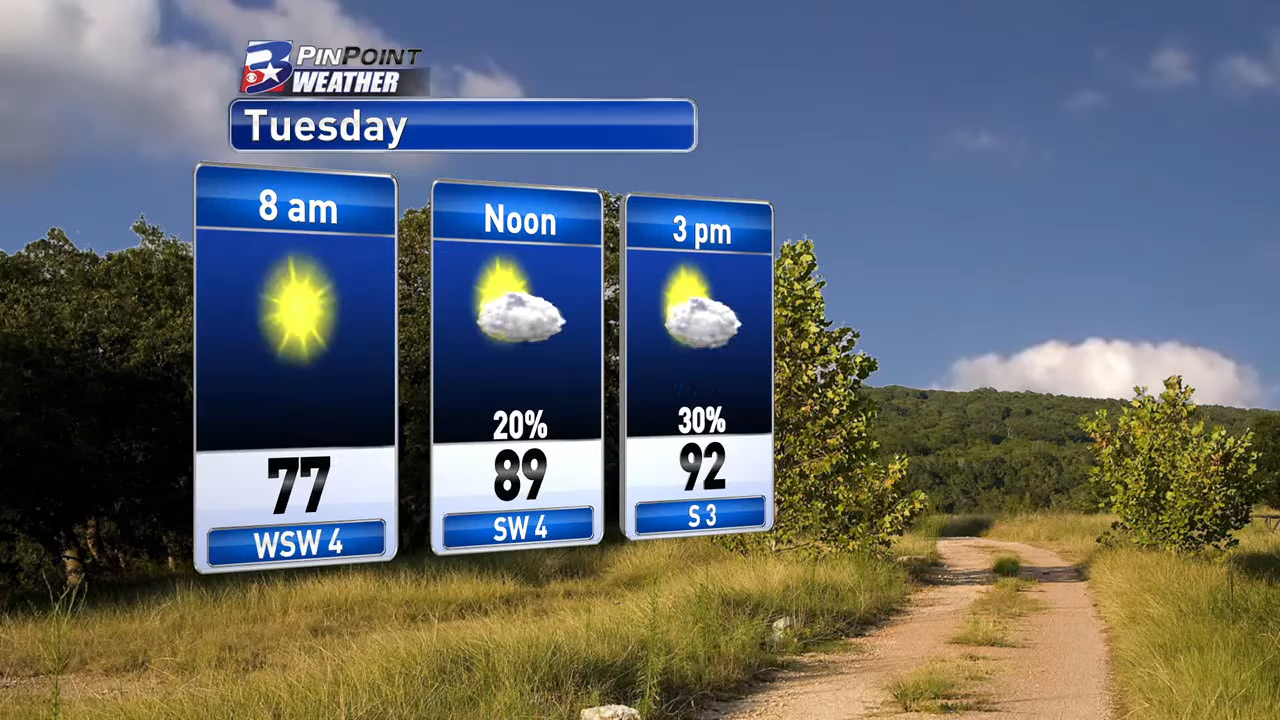 PINPOINT
WEATHER
Tuesday
8 am
77
WSW 4
Noon
20%
89
SW 4
3 pm
30%
92
S 3